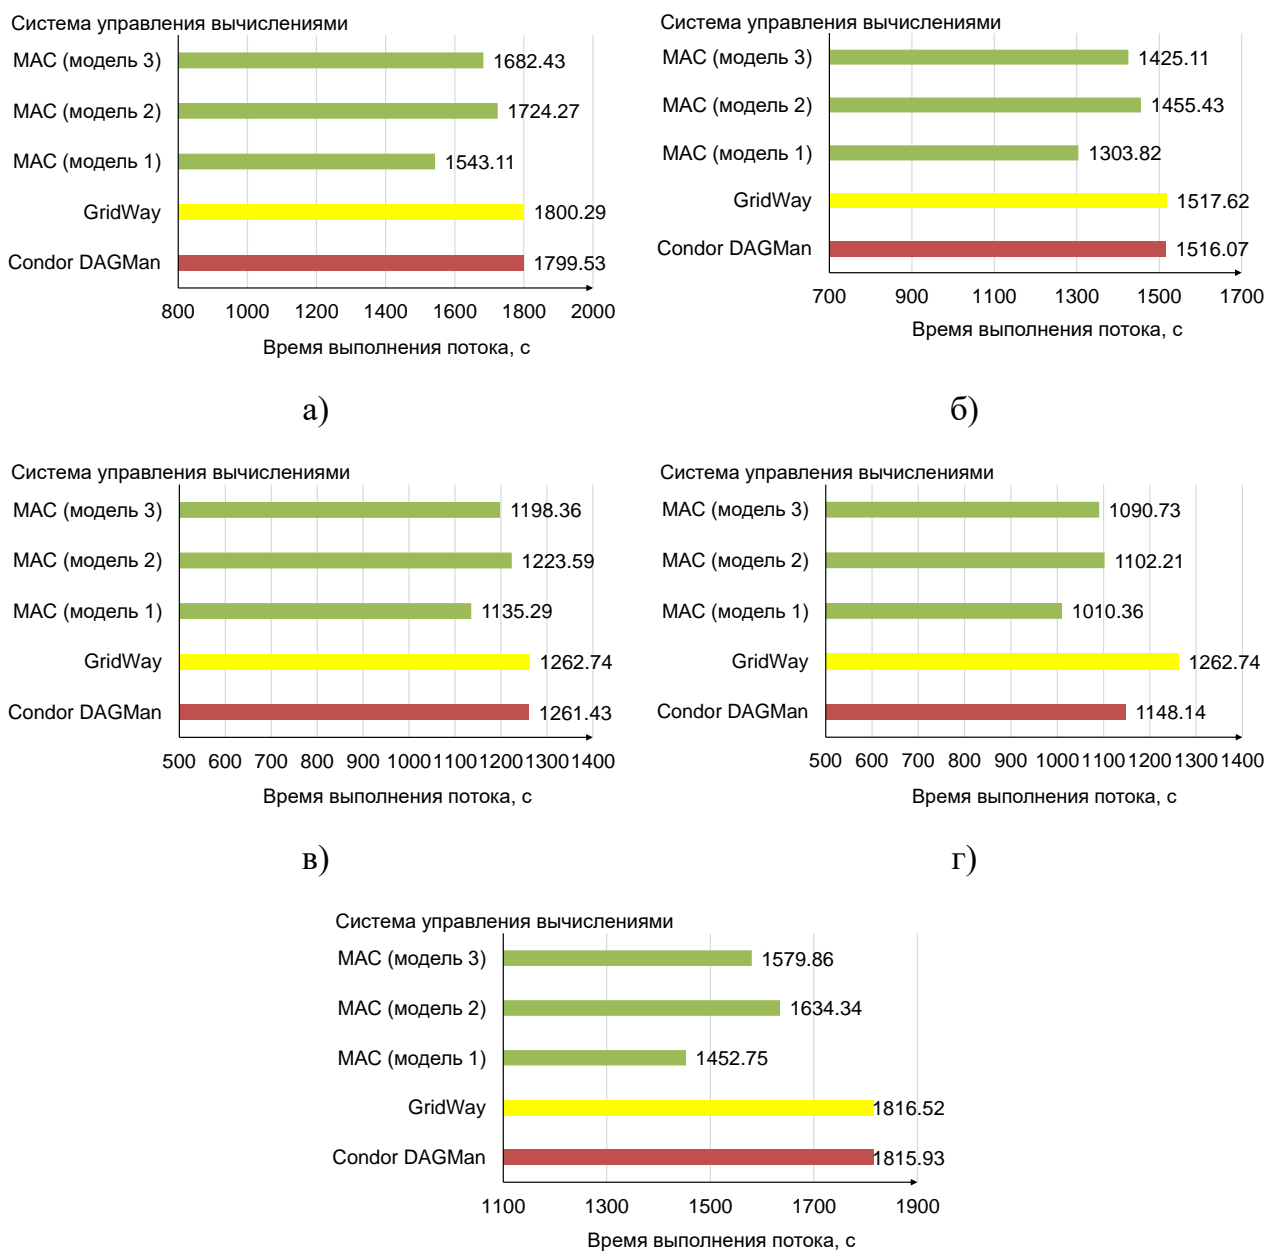 Система управления вычислениями
МАС (модель 3)
1682.43
МАС (модель 2)
1724.27
МАС (модель 1)
1543.11
GridWay
1800.29
Condor DAGMan
1799.53
800 1000 1200 1400 1600 1800 2000
Время выполнения потока, с
а)
Система управления вычислениями
МАС (модель 3)
1425.11
МАС (модель 2)
1455.43
МАС (модель 1)
1303.82
GridWay
1517.62
Condor DAGMan
1516.07
700 900 1100 1300 1500 1700
Время выполнения потока, с
б)
Система управления вычислениями
МАС (модель 3)
1198.36
МАС (модель 2)
1223.59
МАС (модель 1)
1135.29
GridWay
1262.74
Condor DAGMan
1261.43
500 600 700 800 900 1000 1100 1200 1300 1400
Время выполнения потока, с
в)
Система управления вычислениями
МАС (модель 3)
1090.73
МАС (модель 2)
1102.21
МАС (модель 1)
1010.36
GridWay
1262.74
Condor DAGMan
1148.14
500 600 700 800 900 1000 1100 1200 1300 1400
Время выполнения потока, с
г)
Система управления вычислениями
МАС (модель 3)
1579.86
МАС (модель 2)
1634.34
МАС (модель 1)
1452.75
GridWay
1816.52
Condor DAGMan
1815.93
1100 1300 1500 1700 1900
Время выполнения потока, с